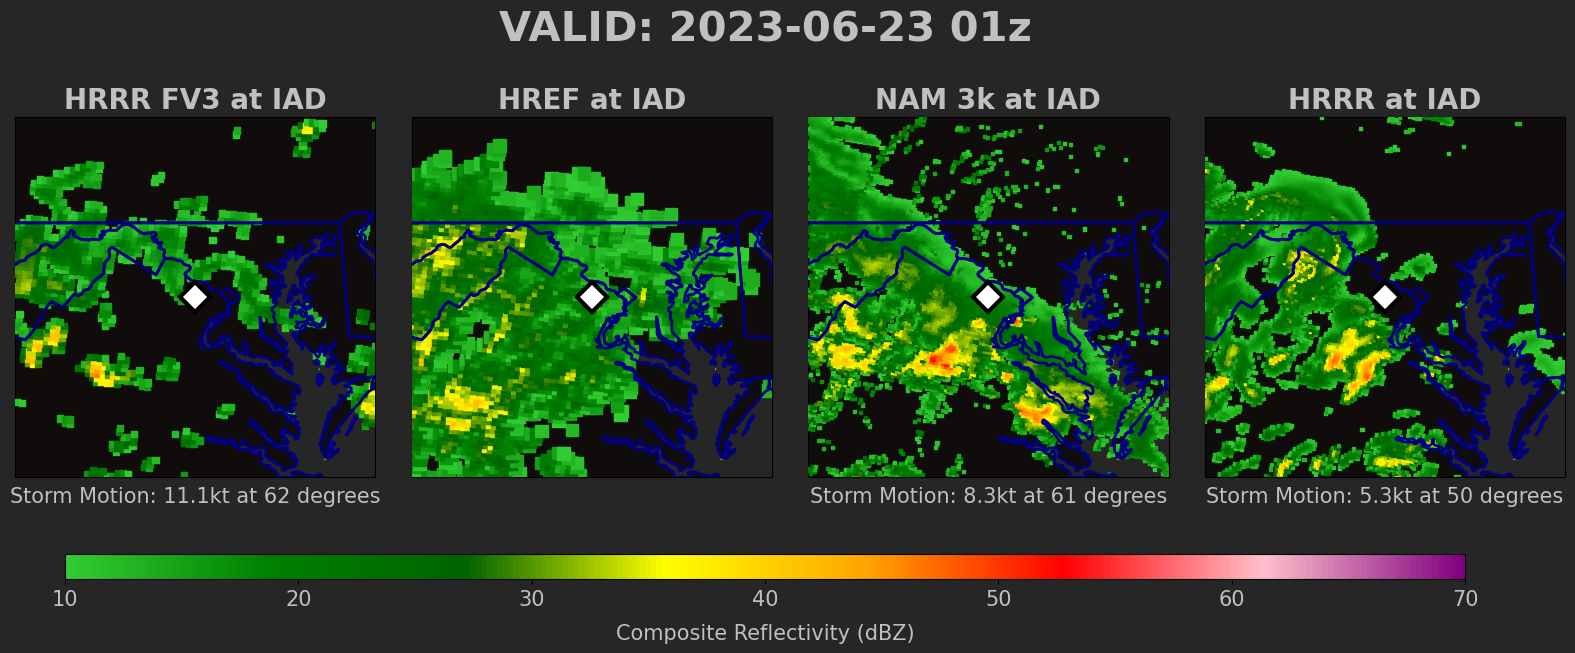 VALID: 2023-06-23 01z
HRRR FV3 at IAD
HREF at IAD
NAM 3k at IAD
HRRR at IAD
Storm Motion: 11.1kt at 62 degrees
Storm Motion: 8.3kt at 61 degrees
Storm Motion: 5.3kt at 50 degrees
10 20 30 40 50 60 70
Composite Reflectivity (dBZ)